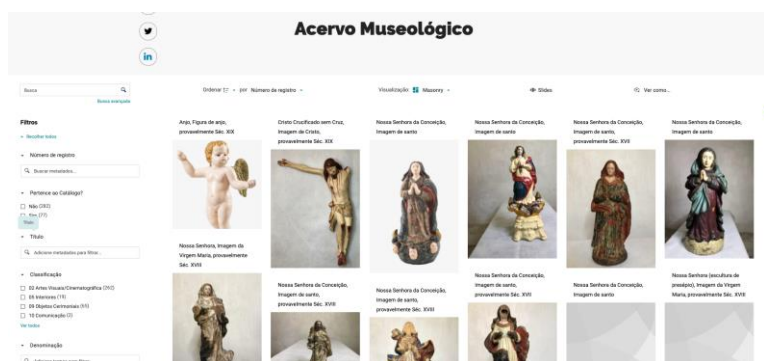 Acervo Museológico
in
Busca
Busca avançada
Ordenar
por
Número de registro
Visualização:
Masonry
Slides
Ver como...
Filtros
Recolher todos
Número de registro
Buscar metadados...
Pertence ao Catálogo?
Não (262)
Título
Título
Adicione metadados para filtrar...
Classificação
02 Artes Visuais/Cinematográfica (262)
05 Interiores (19)
09 Objetos Cerimoniais (55)
10 Comunicação (3)
Ver todos
Denominação
Anjo, Figura de anjo,
provavelmente Séc. XIX
Cristo Crucificado sem Cruz,
Imagem de Cristo,
provavelmente Séc. XIX
Nossa Senhora da Conceição,
Imagem de santo
Nossa Senhora da Conceição,
Imagem de santo,
provavelmente Séc. XIX
Nossa Senhora da Conceição,
Imagem de santo,
provavelmente Séc. XVII
Nossa Senhora da Conceição,
Imagem de santo
Nossa Senhora, Imagem da
Virgem Maria, provavelmente
Séc. XVIII
Nossa Senhora da Conceição,
Imagem de santo,
provavelmente Séc. XVIII
Nossa Senhora da Conceição,
Imagem de santo,
provavelmente Séc. XVIII
Nossa Senhora da Conceição,
Imagem de santo,
provavelmente Séc. XVII
Nossa Senhora da Conceição,
Imagem de santo
Nossa Senhora (escultura de
presépio), Imagem da Virgem
Maria, provavelmente Séc. XVIII